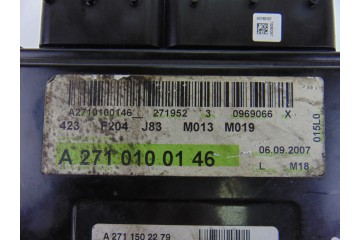 A2710100146 271952 3 0969066 X
423 F204 J83 M013 M019
015L0
A 271 010 01 46
06.09.2007
L M18
A 271 150 22 79